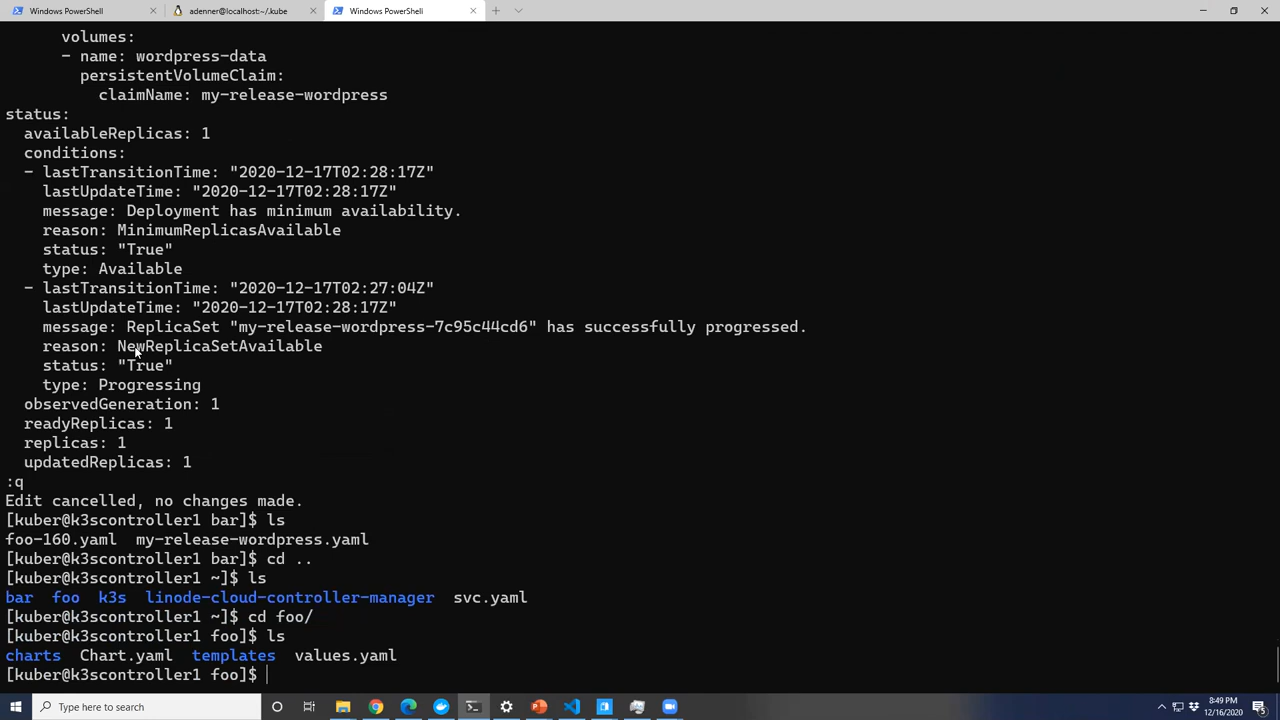 Windows PowerShell
adenner@localhost:~/.kube
Windows PowerShell
volumes:
- name: wordpress-data
persistentVolumeClaim:
claimName: my-release-wordpress
status:
availableReplicas: 1
conditions:
- lastTransitionTime: "2020-12-17T02:28:17Z"
lastUpdateTime: "2020-12-17T02:28:17Z"
message: Deployment has minimum availability.
reason: MinimumReplicasAvailable
status: "True"
type: Available
- lastTransitionTime: "2020-12-17T02:27:04Z"
lastUpdateTime: "2020-12-17T02:28:17Z"
message: ReplicaSet "my-release-wordpress-7c95c44cd6" has successfully progressed.
reason: NewReplicaSetAvailable
status: "True"
type: Progressing
observedGeneration: 1
readyReplicas: 1
replicas: 1
updatedReplicas: 1
:q
Edit cancelled, no changes made.
[kuber@k3scontroller1 bar]$ ls
foo-160.yaml  my-release-wordpress.yaml
[kuber@k3scontroller1 bar]$ cd ..
[kuber@k3scontroller1 ~]$ ls
bar  foo  k3s  linode-cloud-controller-manager  svc.yaml
[kuber@k3scontroller1 ~]$ cd foo/
[kuber@k3scontroller1 foo]$ ls
charts  Chart.yaml  templates  values.yaml
[kuber@k3scontroller1 foo]$
Type here to search
8:49 PM
12/16/2020